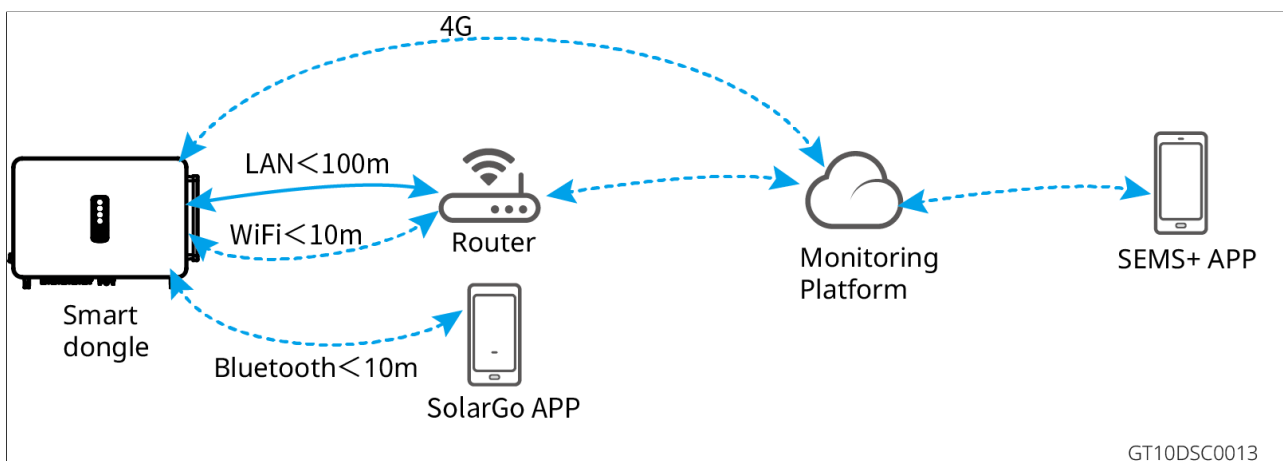 4G
LAN<100m
WiFi<10m
Router
Smart
dongle
Bluetooth<10m
SolarGo APP
Monitoring
Platform
SEMS+ APP
GT10DSC0013